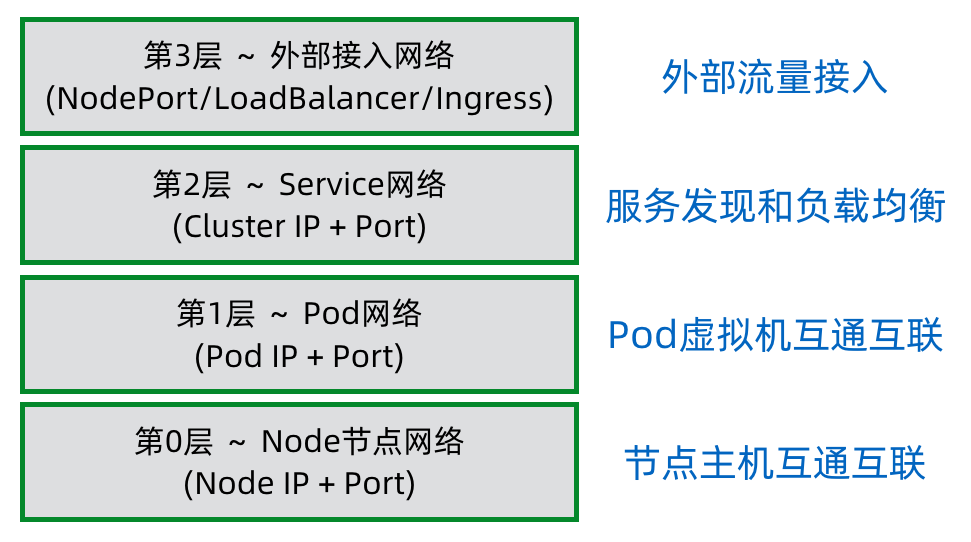 第3层 ~ 外部接入网络
(NodePort/LoadBalancer/Ingress)
外部流量接入
第2层 ~ Service网络
(Cluster IP + Port)
服务发现和负载均衡
第1层 ~ Pod网络
(Pod IP + Port)
Pod虚拟机互通互联
第0层 ~ Node节点网络
(Node IP + Port)
节点主机互通互联